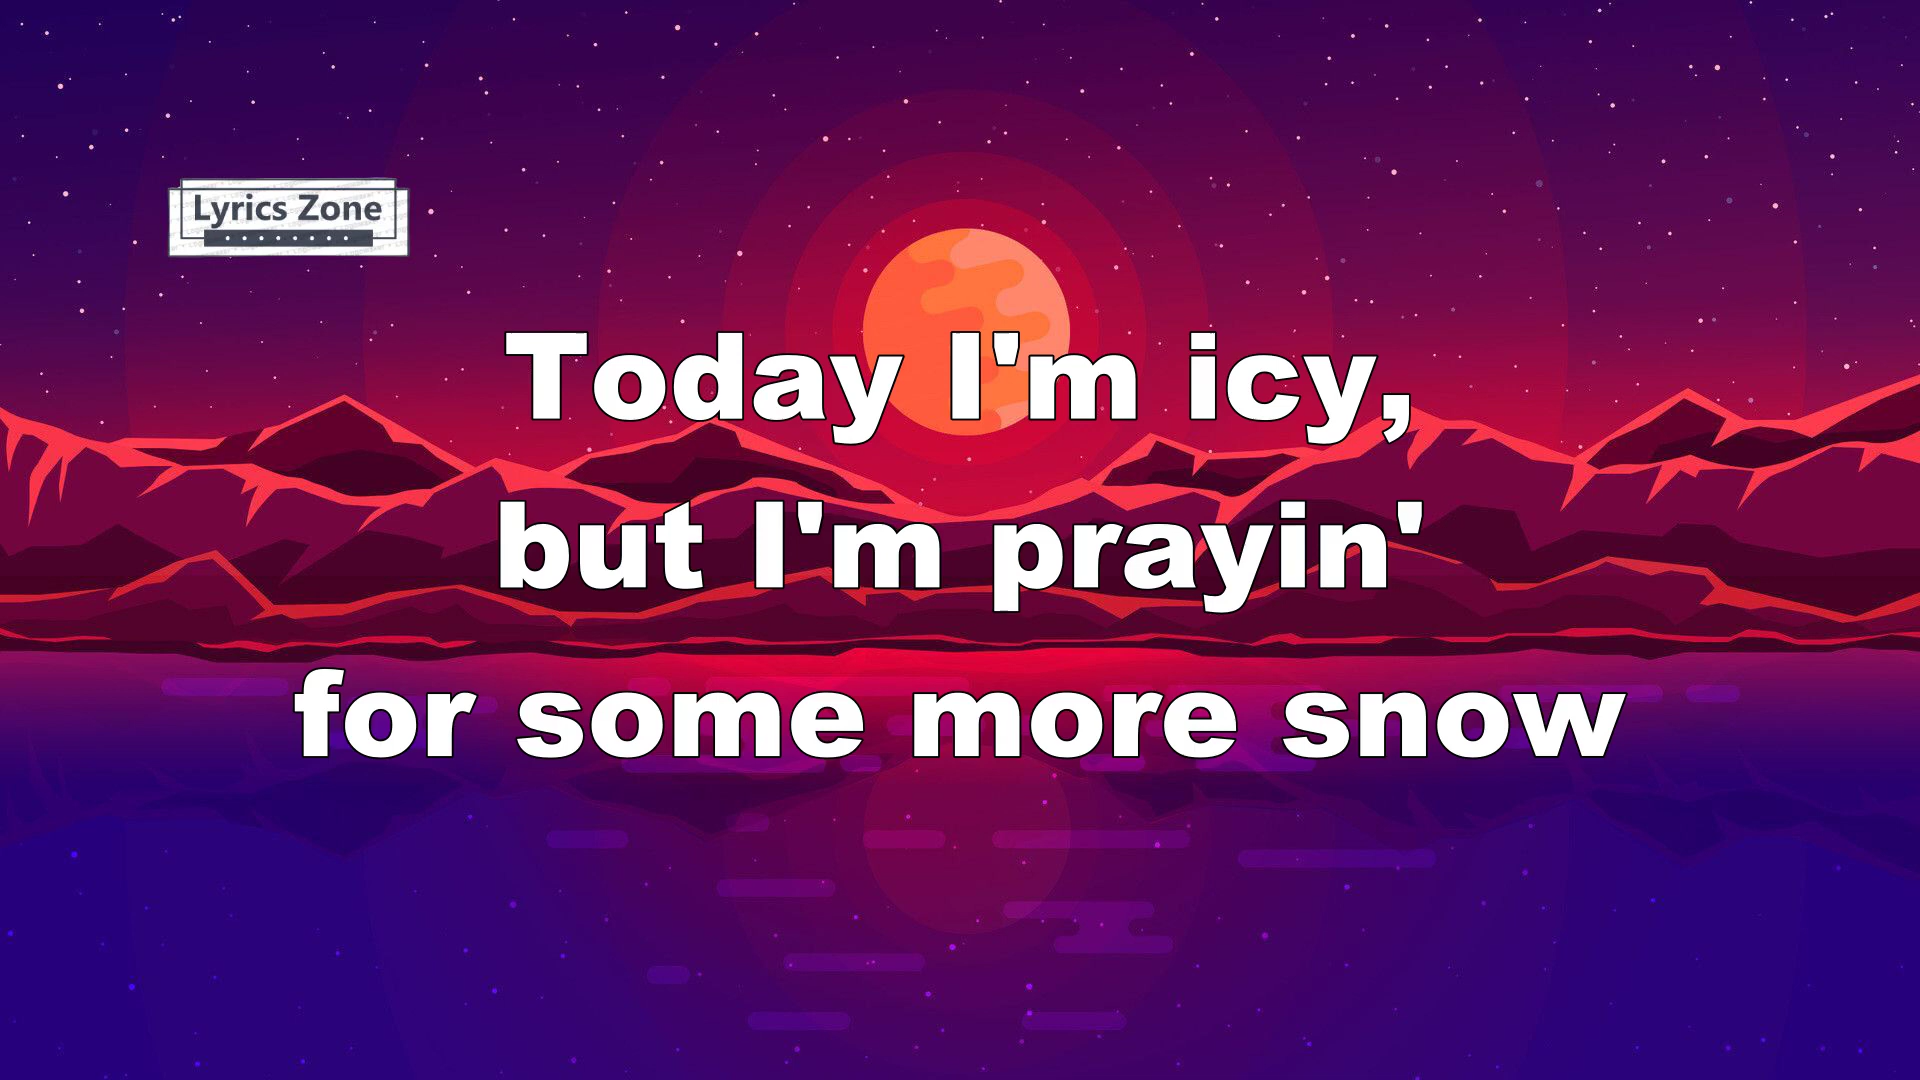 Lyrics Zone
Today I'm icy,
but I'm prayin'
for some more snow